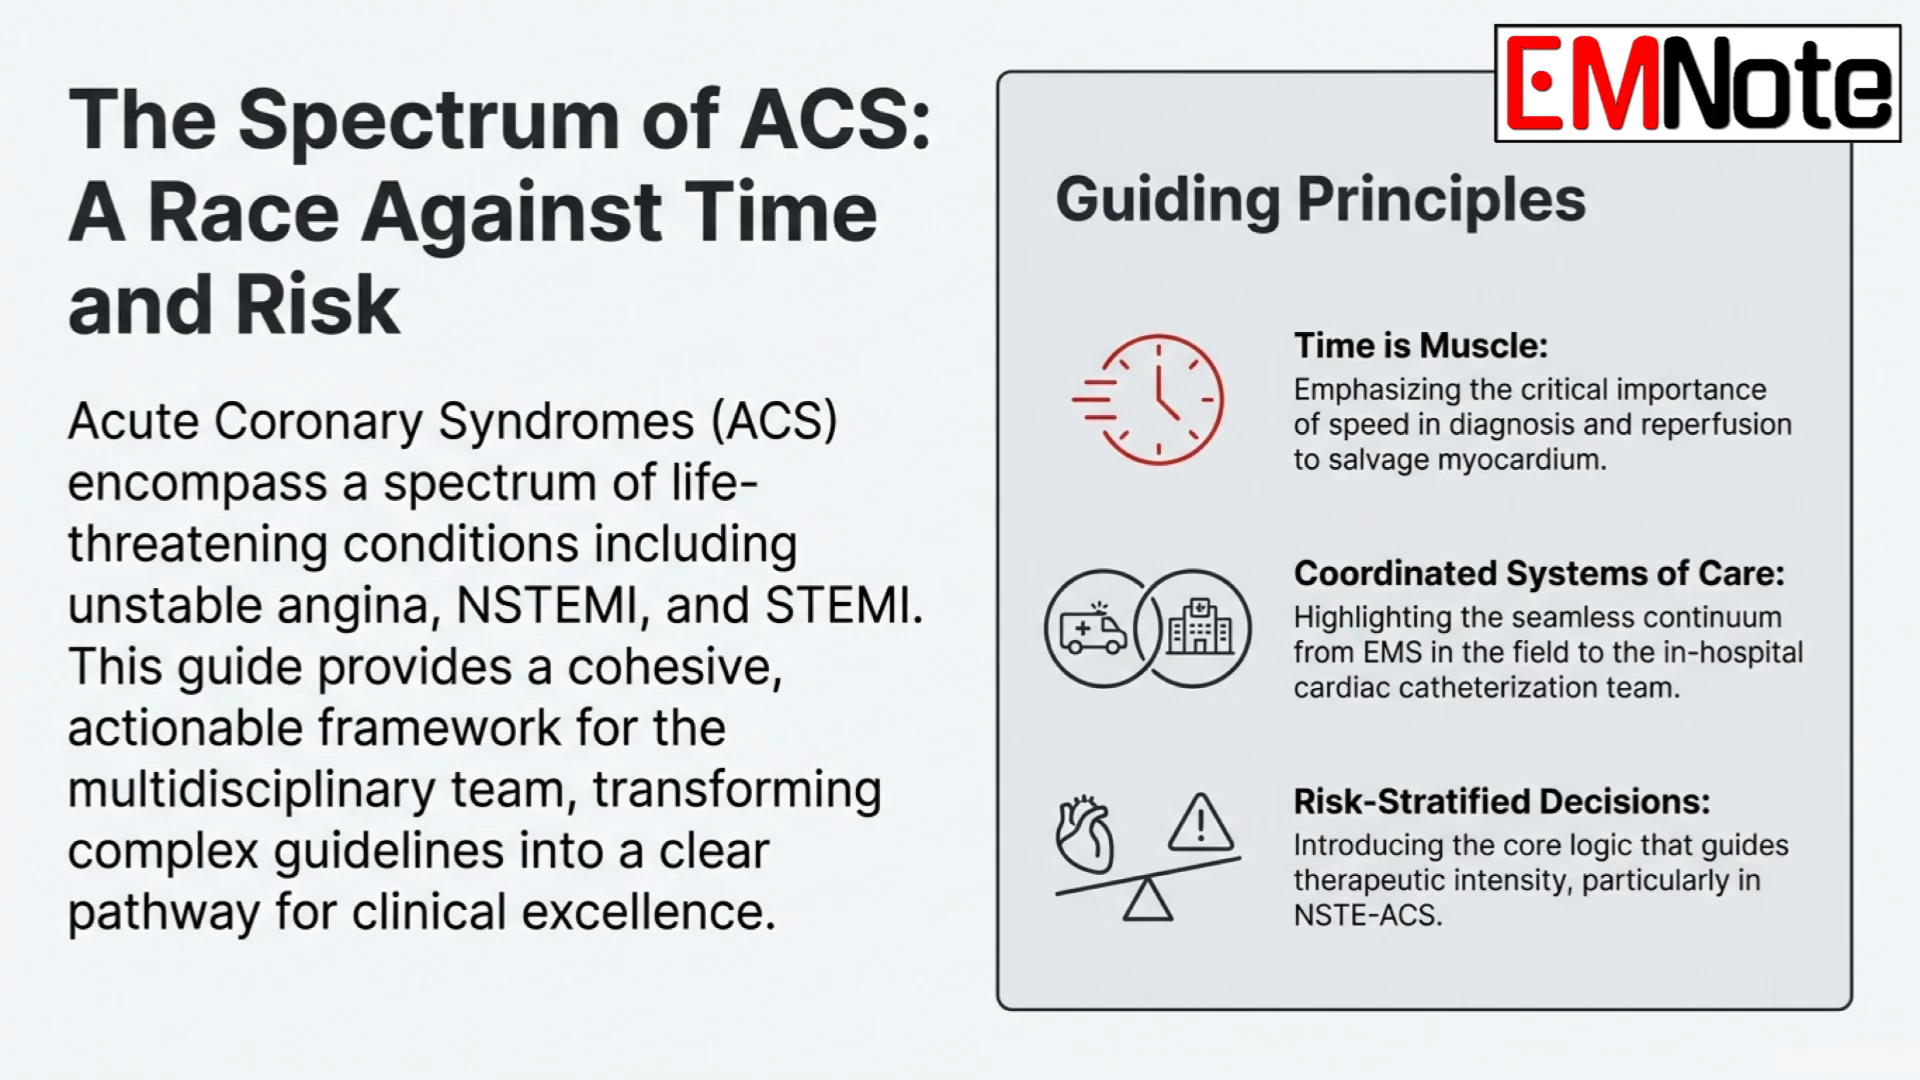 The Spectrum of ACS:
A Race Against Time
and Risk
Acute Coronary Syndromes (ACS)
encompass a spectrum of life-
threatening conditions including
unstable angina, NSTEMI, and STEMI.
This guide provides a cohesive,
actionable framework for the
multidisciplinary team, transforming
complex guidelines into a clear
pathway for clinical excellence.
EMNote
Guiding Principles
Time is Muscle:
Emphasizing the critical importance
of speed in diagnosis and reperfusion
to salvage myocardium.
Coordinated Systems of Care:
Highlighting the seamless continuum
from EMS in the field to the in-hospital
cardiac catheterization team.
Risk-Stratified Decisions:
Introducing the core logic that guides
therapeutic intensity, particularly in
NSTE-ACS.